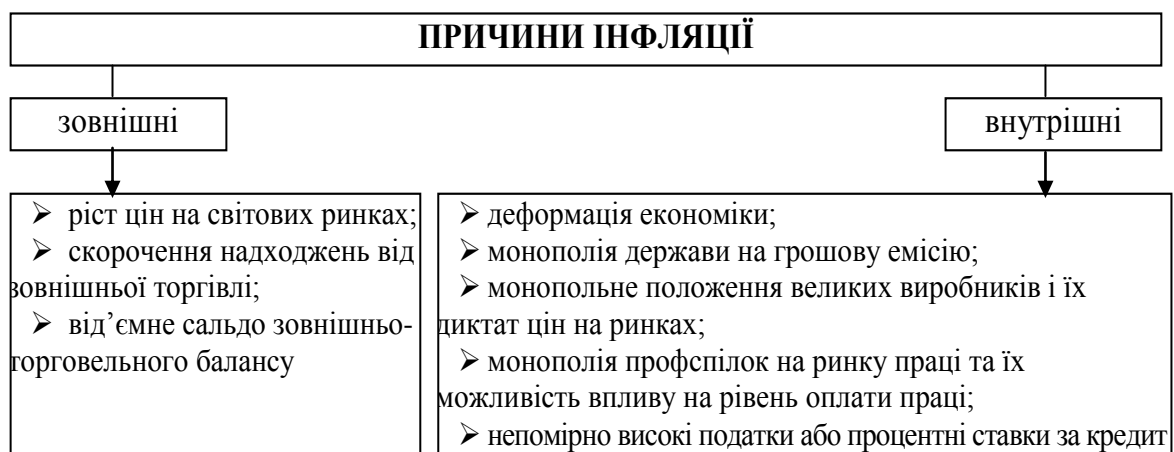 ПРИЧИНИ ІНФЛЯЦІЇ
зовнішні
внутрішні
➢ ріст цін на світових ринках;
➢ скорочення надходжень від
зовнішньої торгівлі;
➢ від’ємне сальдо зовнішньо-
торговельного балансу
➢ деформація економіки;
➢ монополія держави на грошову емісію;
➢ монопольне положення великих виробників і їх
диктат цін на ринках;
➢ монополія профспілок на ринку праці та їх
можливість впливу на рівень оплати праці;
➢ непомірно високі податки або процентні ставки за кредит